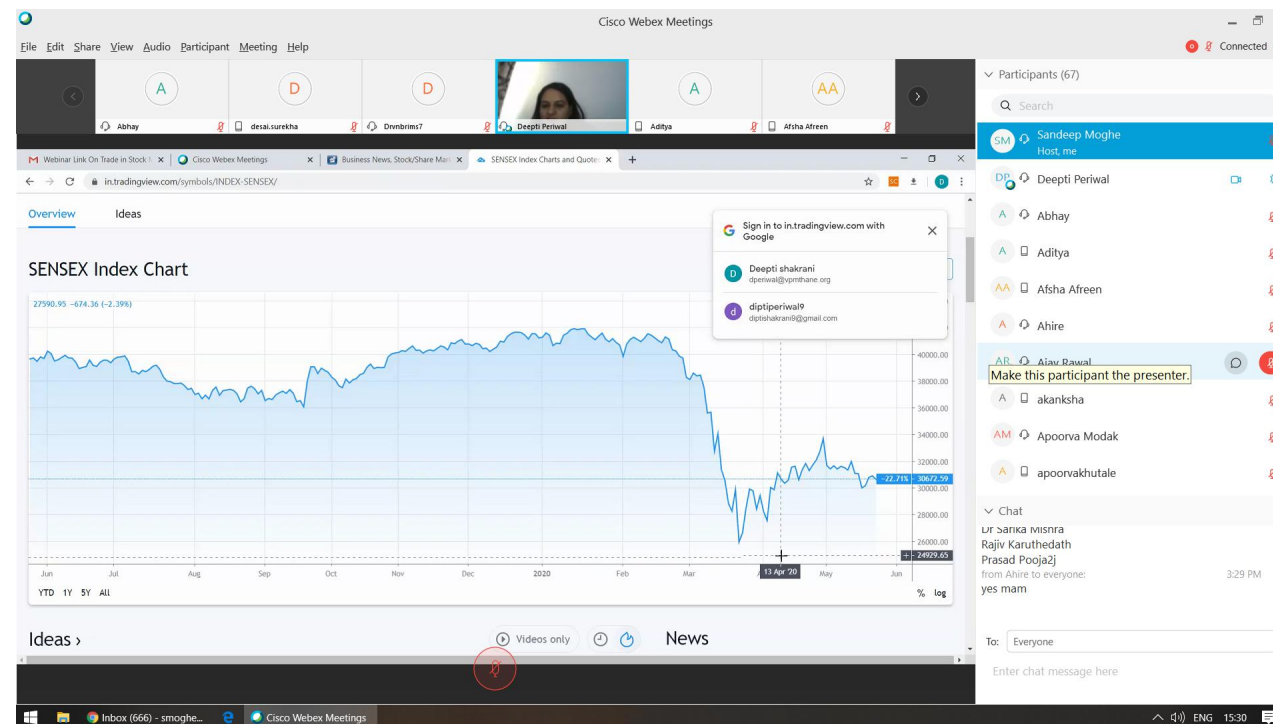 Cisco Webex Meetings
File Edit Share View Audio Participant Meeting Help
Connected
A D D A AA
Abhay desai.surekha Drvnbrims7 Deepti Periwal Aditya Afsha Afreen
Webinar Link On Trade in Stock Cisco Webex Meetings Business News, Stock/Share Mar SENSEX Index Charts and Quote
in.tradingview.com/symbols/INDEX-SENSEX/
SC D
Overview Ideas
Sign in to in.tradingview.com with
Google
D Deepti shakrani
dperiwal@vpmthane.org
d diptiperiwal9
diptishakrani9@gmail.com
SENSEX Index Chart
27590.95 -674.36 (-2.39%)
40000.00
38000.00
36000.00
34000.00
32000.00
-22.71% 30672.59
30000.00
28000.00
26000.00
24929.65
Jun Jul Aug Sep Oct Nov Dec 2020 Feb Mar 13 Apr '20 May Jun
YTD 1Y 5Y All % log
Ideas Videos only News
Participants (67)
Search
SM Sandeep Moghe
Host, me
DP Deepti Periwal
A Abhay
A Aditya
AA Afsha Afreen
A Ahire
AR Ajay Rawal
Make this participant the presenter.
A akanksha
AM Apoorva Modak
A apoorvakhutale
Chat
Dr Sarika Mishra
Rajiv Karuthedath
Prasad Pooja2j
from Ahire to everyone: 3:29 PM
yes mam
To: Everyone
Enter chat message here
Inbox (666) - smoghe... Cisco Webex Meetings ENG 15:30